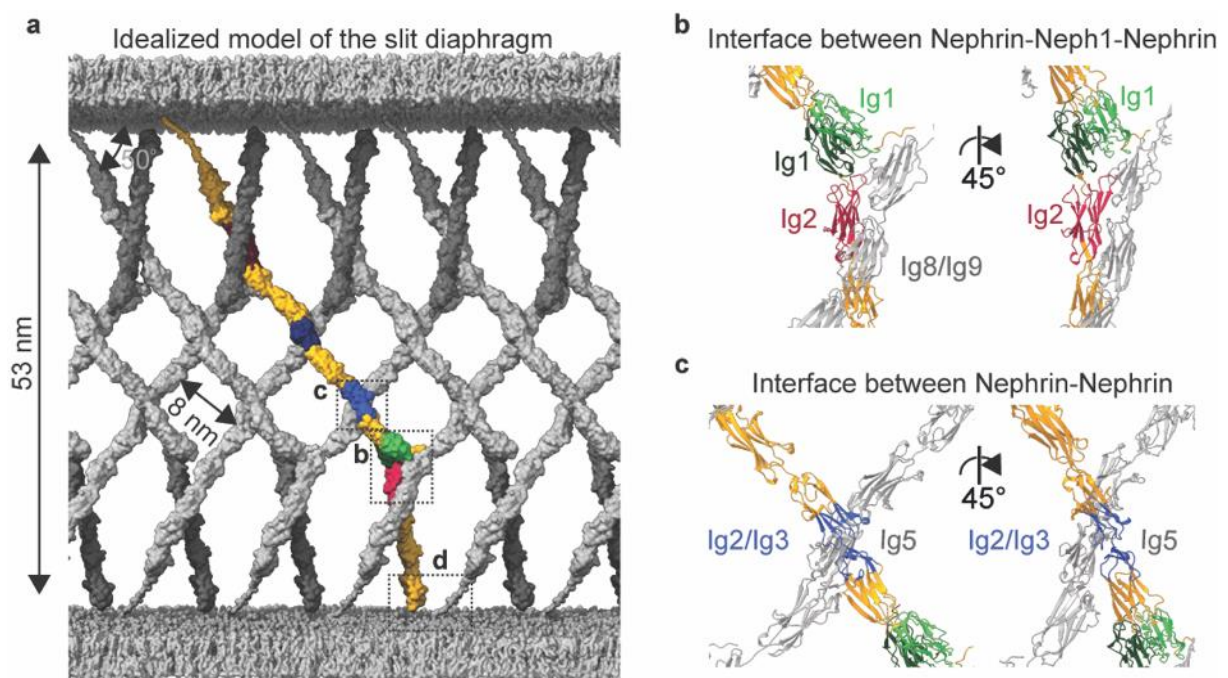 a
Idealized model of the slit diaphragm
50°
53 nm
8 nm
c
b
d
b
Interface between Nephrin-Neph1-Nephrin
Ig1
Ig1
Ig2
Ig8/Ig9
45°
Ig1
Ig2
c
Interface between Nephrin-Nephrin
Ig2/Ig3
Ig5
45°
Ig2/Ig3
Ig5